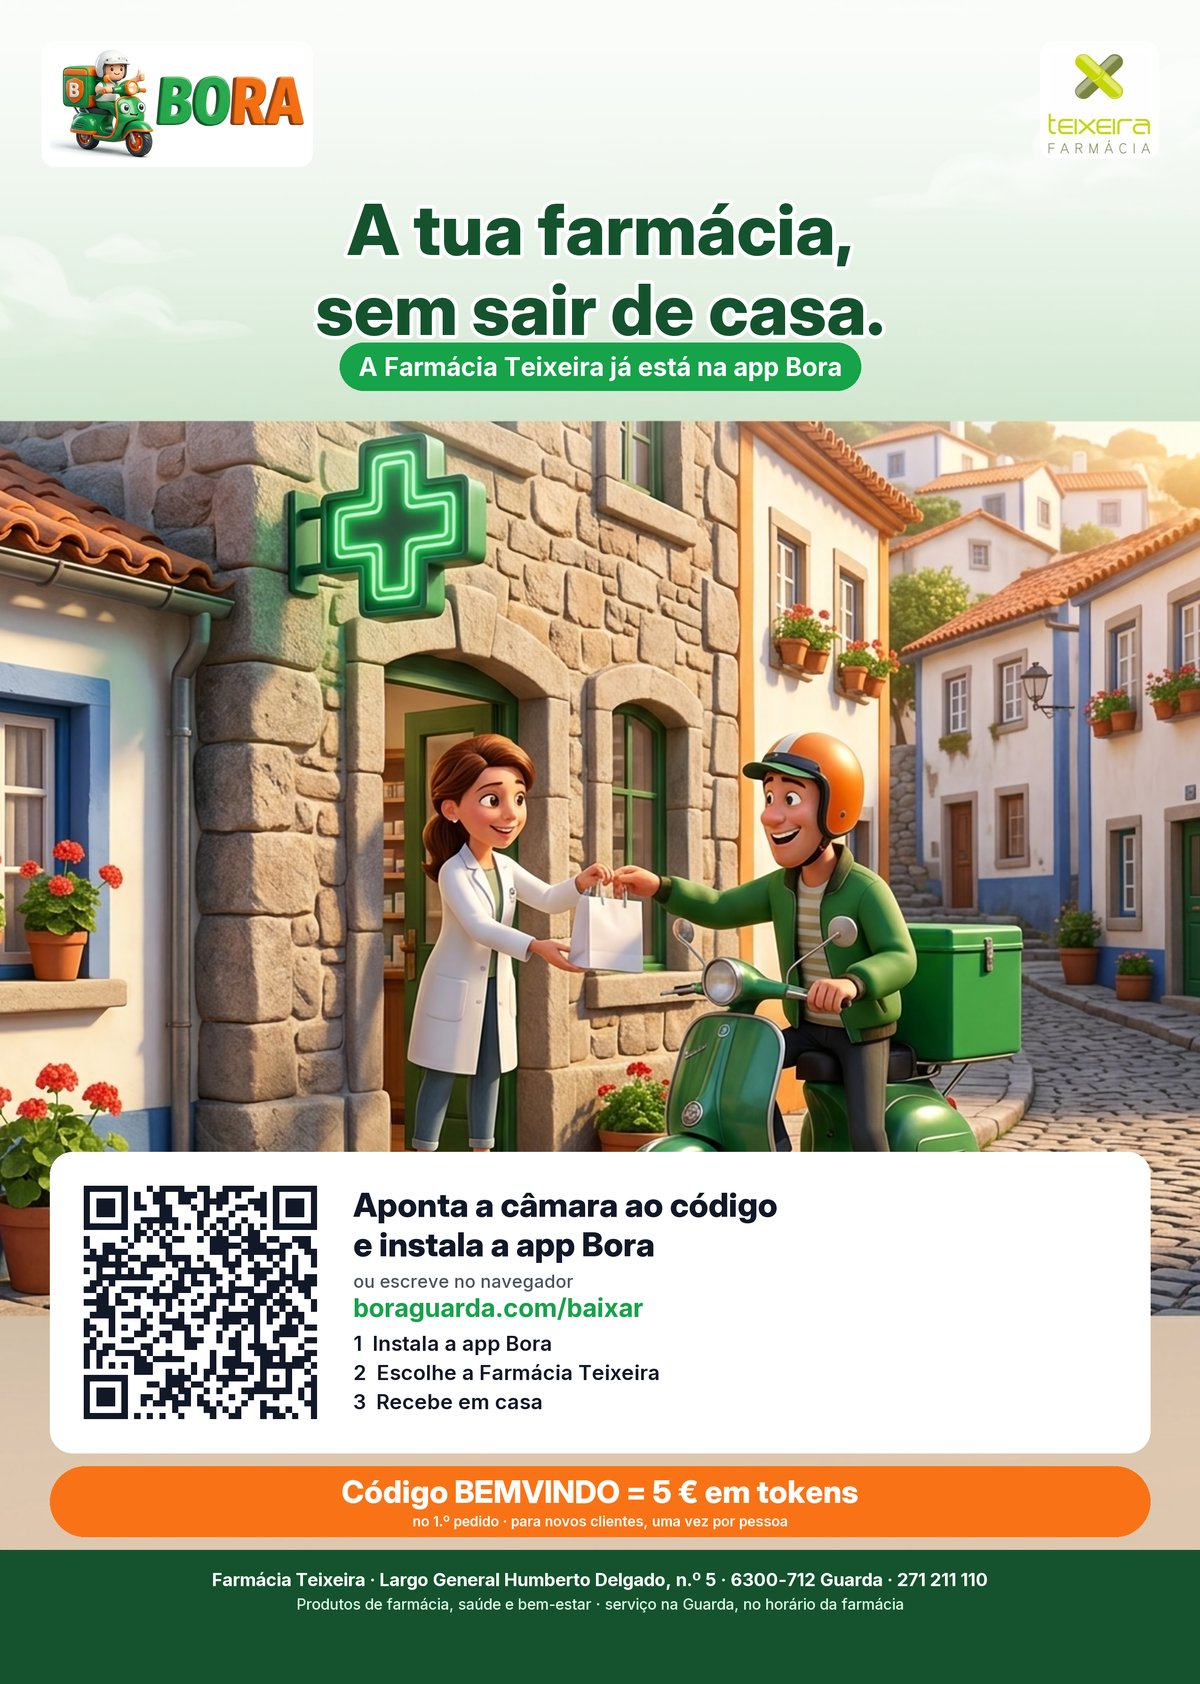 B
BORA
teixeira
FARMÁCIA
A tua farmácia,
sem sair de casa.
A Farmácia Teixeira já está na app Bora
Aponta a câmara ao código
e instala a app Bora
ou escreve no navegador
boraguarda.com/baixar
1 Instala a app Bora
2 Escolhe a Farmácia Teixeira
3 Recebe em casa
Código BEMVINDO = 5 € em tokens
no 1.º pedido · para novos clientes, uma vez por pessoa
Farmácia Teixeira · Largo General Humberto Delgado, n.º 5 · 6300-712 Guarda · 271 211 110
Produtos de farmácia, saúde e bem-estar · serviço na Guarda, no horário da farmácia